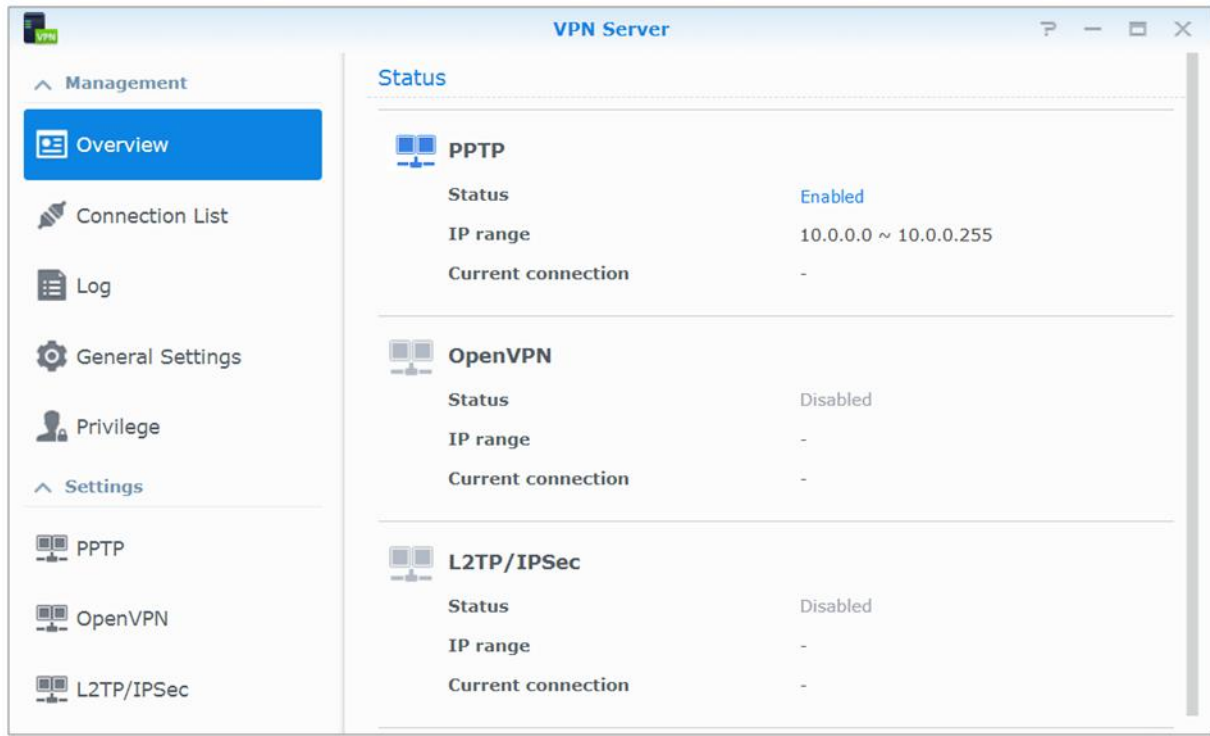 VPN
VPN Server
Management
Overview
Connection List
Log
General Settings
Privilege
Settings
PPTP
OpenVPN
L2TP/IPSec
Status
PPTP
Status Enabled
IP range 10.0.0.0 ~ 10.0.0.255
Current connection -
OpenVPN
Status Disabled
IP range -
Current connection -
L2TP/IPSec
Status Disabled
IP range -
Current connection -